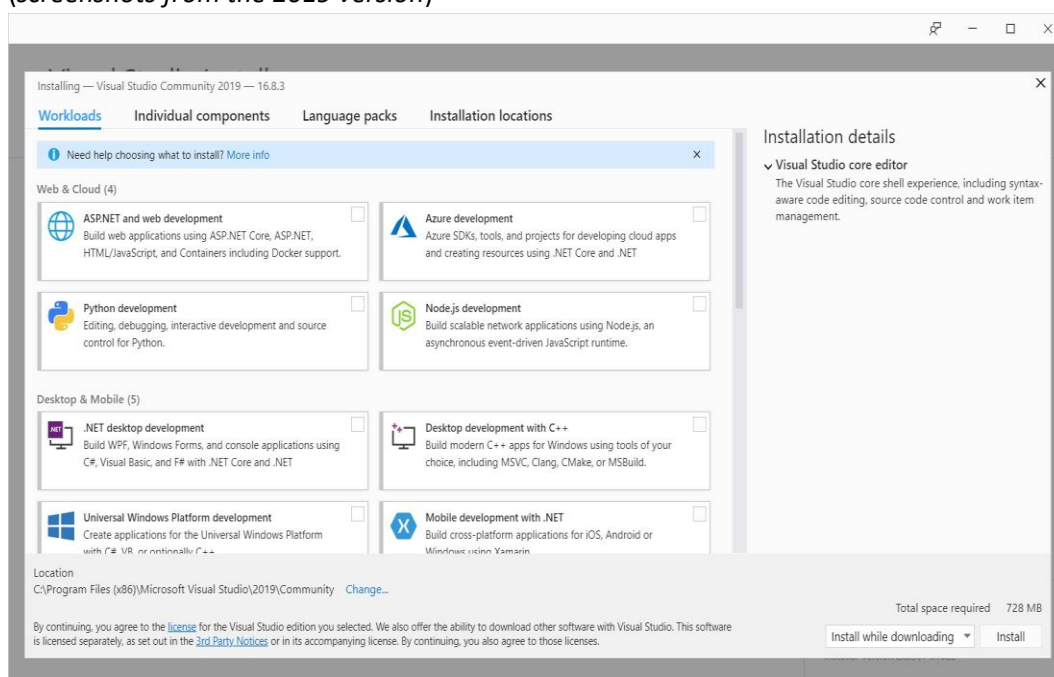 (screenshots from the 2019 version)
Installing — Visual Studio Community 2019 — 16.8.3
Workloads Individual components Language packs Installation locations
Need help choosing what to install? More info
Web & Cloud (4)
ASP.NET and web development
Build web applications using ASP.NET Core, ASP.NET,
HTML/JavaScript, and Containers including Docker support.
Azure development
Azure SDKs, tools, and projects for developing cloud apps
and creating resources using .NET Core and .NET
Python development
Editing, debugging, interactive development and source
control for Python.
Node.js development
Build scalable network applications using Node.js, an
asynchronous event-driven JavaScript runtime.
Desktop & Mobile (5)
.NET desktop development
Build WPF, Windows Forms, and console applications using
C#, Visual Basic, and F# with .NET Core and .NET
Desktop development with C++
Build modern C++ apps for Windows using tools of your
choice, including MSVC, Clang, CMake, or MSBuild.
Universal Windows Platform development
Create applications for the Universal Windows Platform
with C#, VB, or optionally C++
Mobile development with .NET
Build cross-platform applications for iOS, Android or
Windows using Xamarin
Installation details
Visual Studio core editor
The Visual Studio core shell experience, including syntax-
aware code editing, source code control and work item
management.
Location
C:\Program Files (x86)\Microsoft Visual Studio\2019\Community Change...
By continuing, you agree to the license for the Visual Studio edition you selected. We also offer the ability to download other software with Visual Studio. This software
is licensed separately, as set out in the 3rd Party Notices or in its accompanying license. By continuing, you also agree to those licenses.
Total space required 728 MB
Install while downloading Install